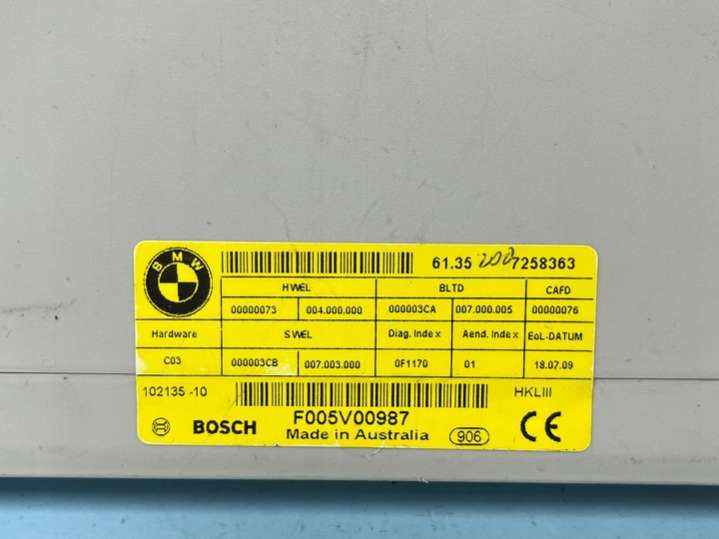 BMW
61.35 7258363
HWEL BLTD CAFD
00000073 004.000.000 000003CA 007.000.005 00000076
Hardware SWEL Diag. Index Aend. Index EoL-DATUM
C03 000003CB 007.003.000 0F1170 01 18.07.09
102135 -10 HKLIII
BOSCH F005V00987 906 CE
Made in Australia